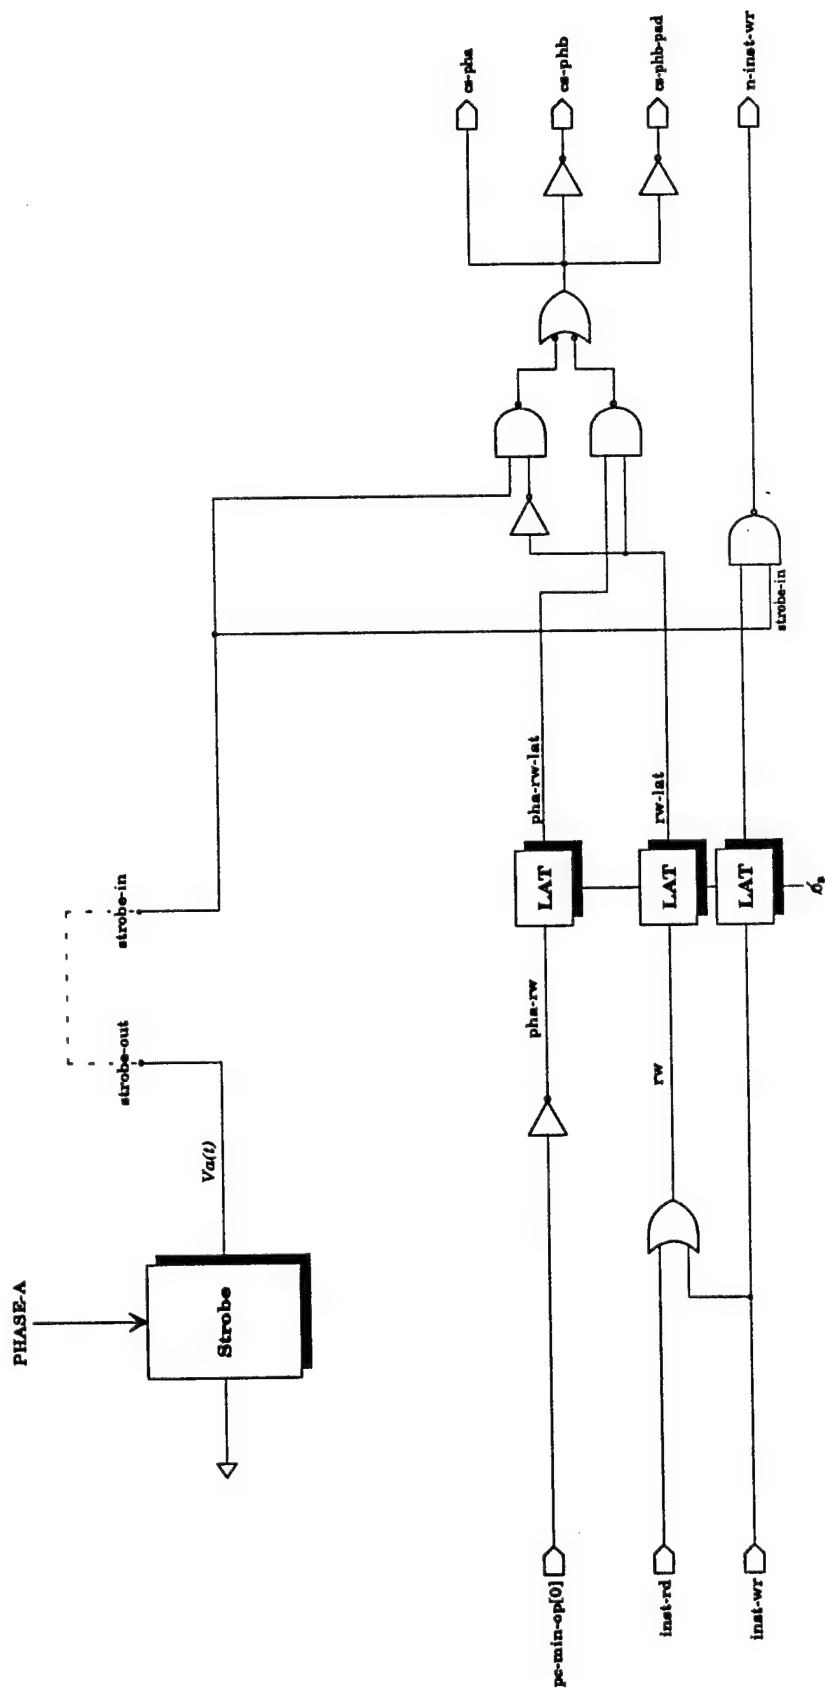 PHASE-A
Strobe
Va(t)
strobe-out
strobe-in
pc-min-op[0]
pha-rw
LAT
pha-rw-lat
inst-rd
rw
LAT
rw-lat
inst-wr
LAT
strobe-in
cs-pha
cs-phb
cs-phb-pad
n-inst-wr